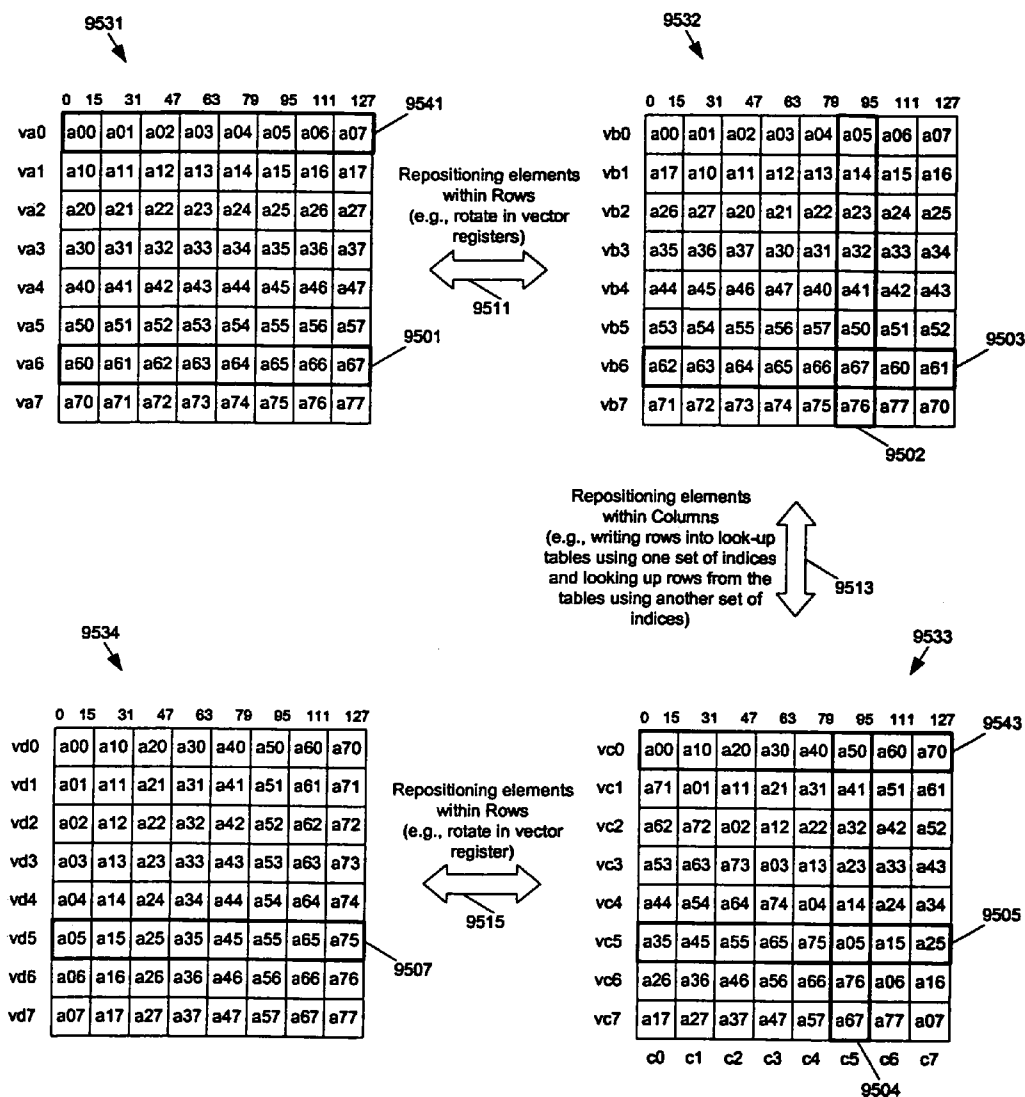 9531
0 15 31 47 63 79 95 111 127
9541
va0 a00 a01 a02 a03 a04 a05 a06 a07
va1 a10 a11 a12 a13 a14 a15 a16 a17
va2 a20 a21 a22 a23 a24 a25 a26 a27
va3 a30 a31 a32 a33 a34 a35 a36 a37
va4 a40 a41 a42 a43 a44 a45 a46 a47
va5 a50 a51 a52 a53 a54 a55 a56 a57
9501
va6 a60 a61 a62 a63 a64 a65 a66 a67
va7 a70 a71 a72 a73 a74 a75 a76 a77
Repositioning elements
within Rows
(e.g., rotate in vector
registers)
9511
9532
0 15 31 47 63 79 95 111 127
vb0 a00 a01 a02 a03 a04 a05 a06 a07
vb1 a17 a10 a11 a12 a13 a14 a15 a16
vb2 a26 a27 a20 a21 a22 a23 a24 a25
vb3 a35 a36 a37 a30 a31 a32 a33 a34
vb4 a44 a45 a46 a47 a40 a41 a42 a43
vb5 a53 a54 a55 a56 a57 a50 a51 a52
9503
vb6 a62 a63 a64 a65 a66 a67 a60 a61
vb7 a71 a72 a73 a74 a75 a76 a77 a70
9502
Repositioning elements
within Columns
(e.g., writing rows into look-up
tables using one set of indices
and looking up rows from the
tables using another set of
indices)
9513
9534
0 15 31 47 63 79 95 111 127
vd0 a00 a10 a20 a30 a40 a50 a60 a70
vd1 a01 a11 a21 a31 a41 a51 a61 a71
vd2 a02 a12 a22 a32 a42 a52 a62 a72
vd3 a03 a13 a23 a33 a43 a53 a63 a73
vd4 a04 a14 a24 a34 a44 a54 a64 a74
vd5 a05 a15 a25 a35 a45 a55 a65 a75
9507
vd6 a06 a16 a26 a36 a46 a56 a66 a76
vd7 a07 a17 a27 a37 a47 a57 a67 a77
Repositioning elements
within Rows
(e.g., rotate in vector
register)
9515
9533
0 15 31 47 63 79 95 111 127
9543
vc0 a00 a10 a20 a30 a40 a50 a60 a70
vc1 a71 a01 a11 a21 a31 a41 a51 a61
vc2 a62 a72 a02 a12 a22 a32 a42 a52
vc3 a53 a63 a73 a03 a13 a23 a33 a43
vc4 a44 a54 a64 a74 a04 a14 a24 a34
9505
vc5 a35 a45 a55 a65 a75 a05 a15 a25
vc6 a26 a36 a46 a56 a66 a76 a06 a16
vc7 a17 a27 a37 a47 a57 a67 a77 a07
c0 c1 c2 c3 c4 c5 c6 c7
9504